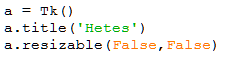 a = Tk()
a.title('Hetes')
a.resizable(False,False)